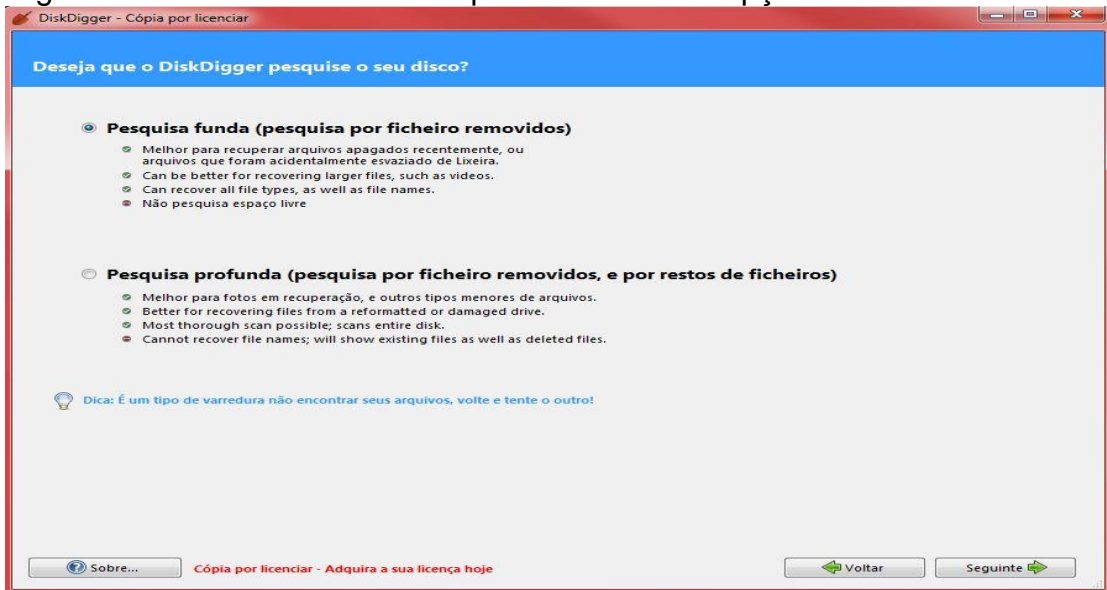 DiskDigger - Cópia por licenciar
Deseja que o DiskDigger pesquise o seu disco?
Pesquisa funda (pesquisa por ficheiro removidos)
Melhor para recuperar arquivos apagados recentemente, ou
arquivos que foram acidentalmente esvaziado de Lixeira.
Can be better for recovering larger files, such as videos.
Can recover all file types, as well as file names.
Não pesquisa espaço livre
Pesquisa profunda (pesquisa por ficheiro removidos, e por restos de ficheiros)
Melhor para fotos em recuperação, e outros tipos menores de arquivos.
Better for recovering files from a reformatted or damaged drive.
Most thorough scan possible; scans entire disk.
Cannot recover file names; will show existing files as well as deleted files.
Dica: É um tipo de varredura não encontrar seus arquivos, volte e tente o outro!
Sobre... Cópia por licenciar - Adquira a sua licença hoje Voltar Seguinte